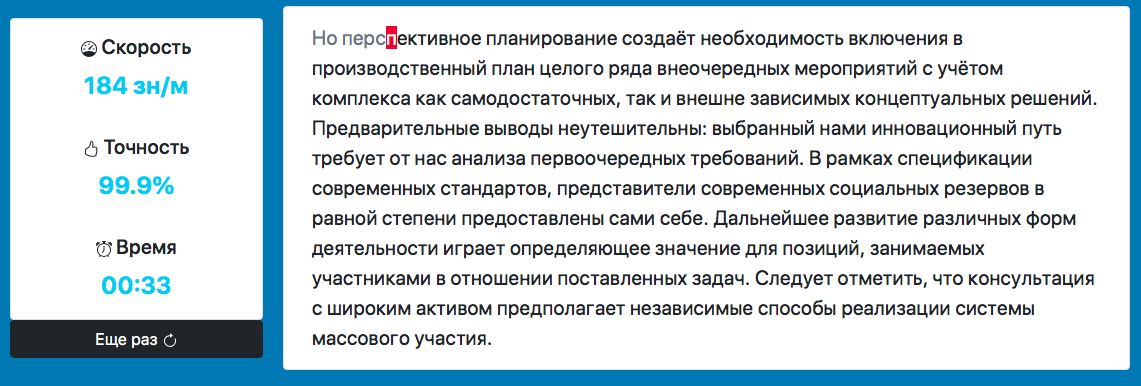 Скорость
184 зн/м
Точность
99.9%
Время
00:33
Еще раз
Но перспективное планирование создаёт необходимость включения в
производственный план целого ряда внеочередных мероприятий с учётом
комплекса как самодостаточных, так и внешне зависимых концептуальных решений.
Предварительные выводы неутешительны: выбранный нами инновационный путь
требует от нас анализа первоочередных требований. В рамках спецификации
современных стандартов, представители современных социальных резервов в
равной степени предоставлены сами себе. Дальнейшее развитие различных форм
деятельности играет определяющее значение для позиций, занимаемых
участниками в отношении поставленных задач. Следует отметить, что консультация
с широким активом предполагает независимые способы реализации системы
массового участия.